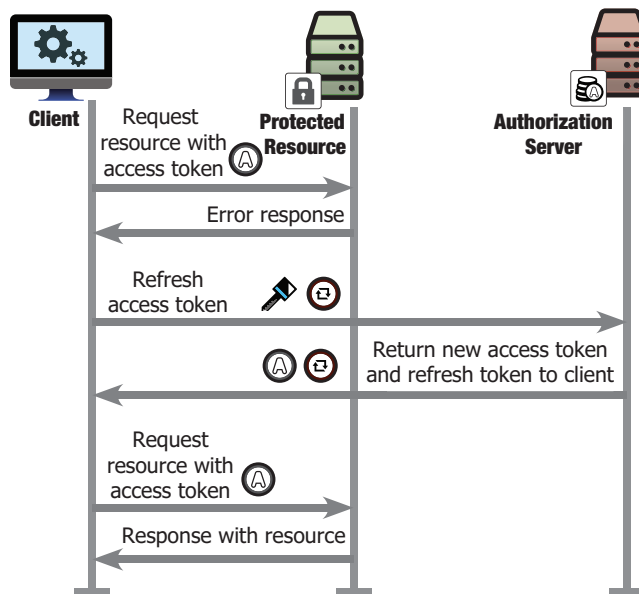 Client
Protected
Resource
Authorization
Server
Request
resource with
access token
A
A
Error response
Refresh
access token
Return new access token
and refresh token to client
A
Request
resource with
access token
A
Response with resource